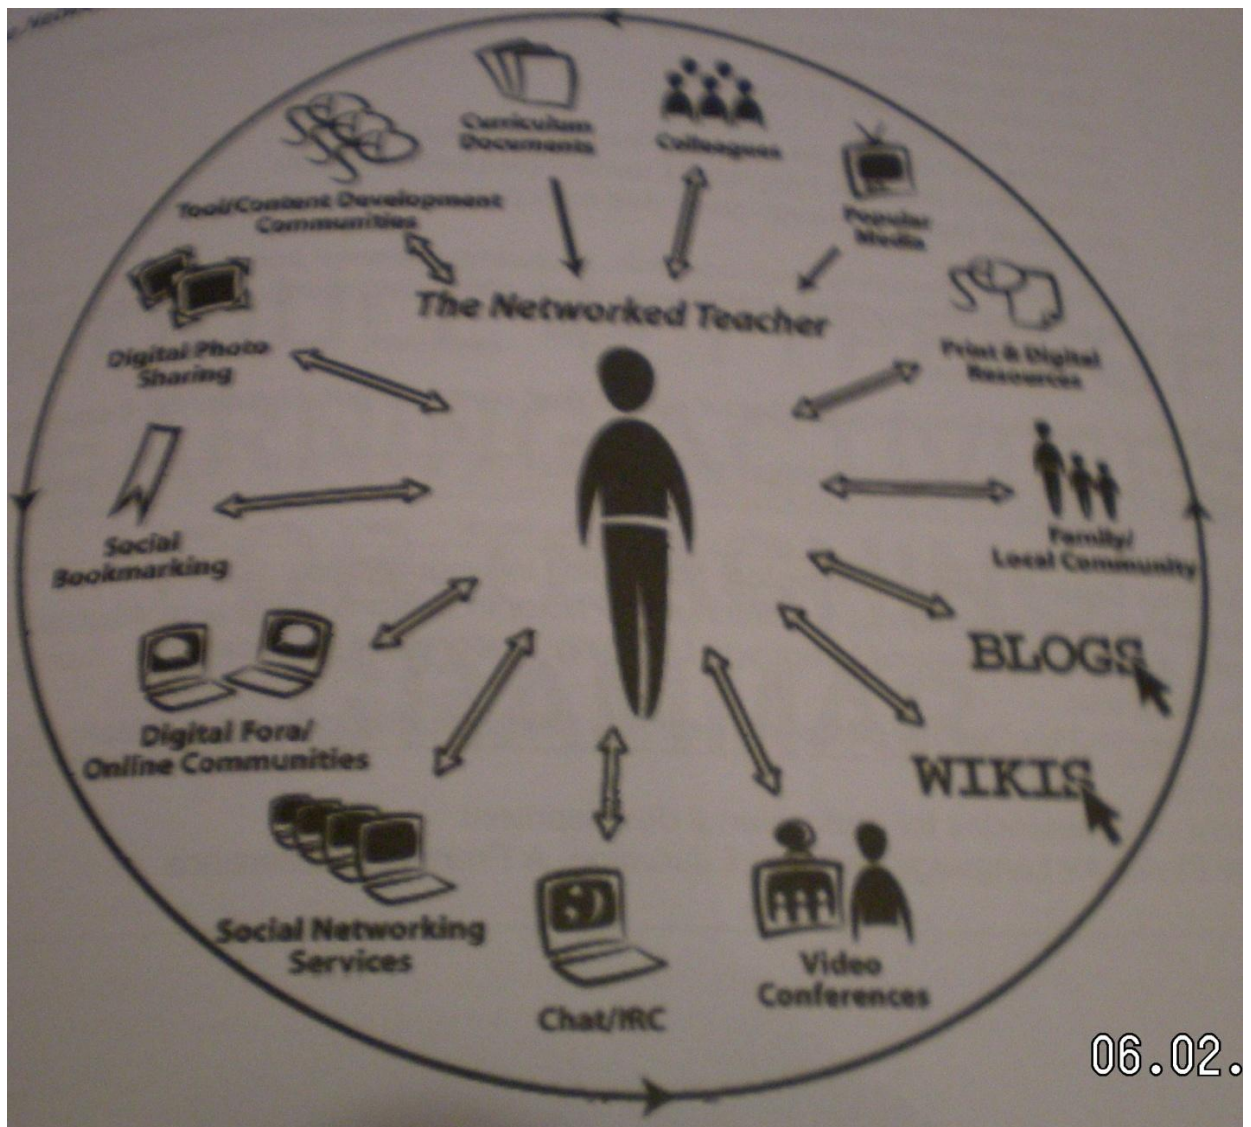 Curriculum
Documents
Colleagues
Popular
Media
Tool/Content Development
Communities
The Networked Teacher
Digital Photo
Sharing
Print & Digital
Resources
Social
Bookmarking
Family/
Local Community
BLOGS
Digital Fora/
Online Communities
WIKIS
Social Networking
Services
Video
Conferences
Chat/IRC
06.02.